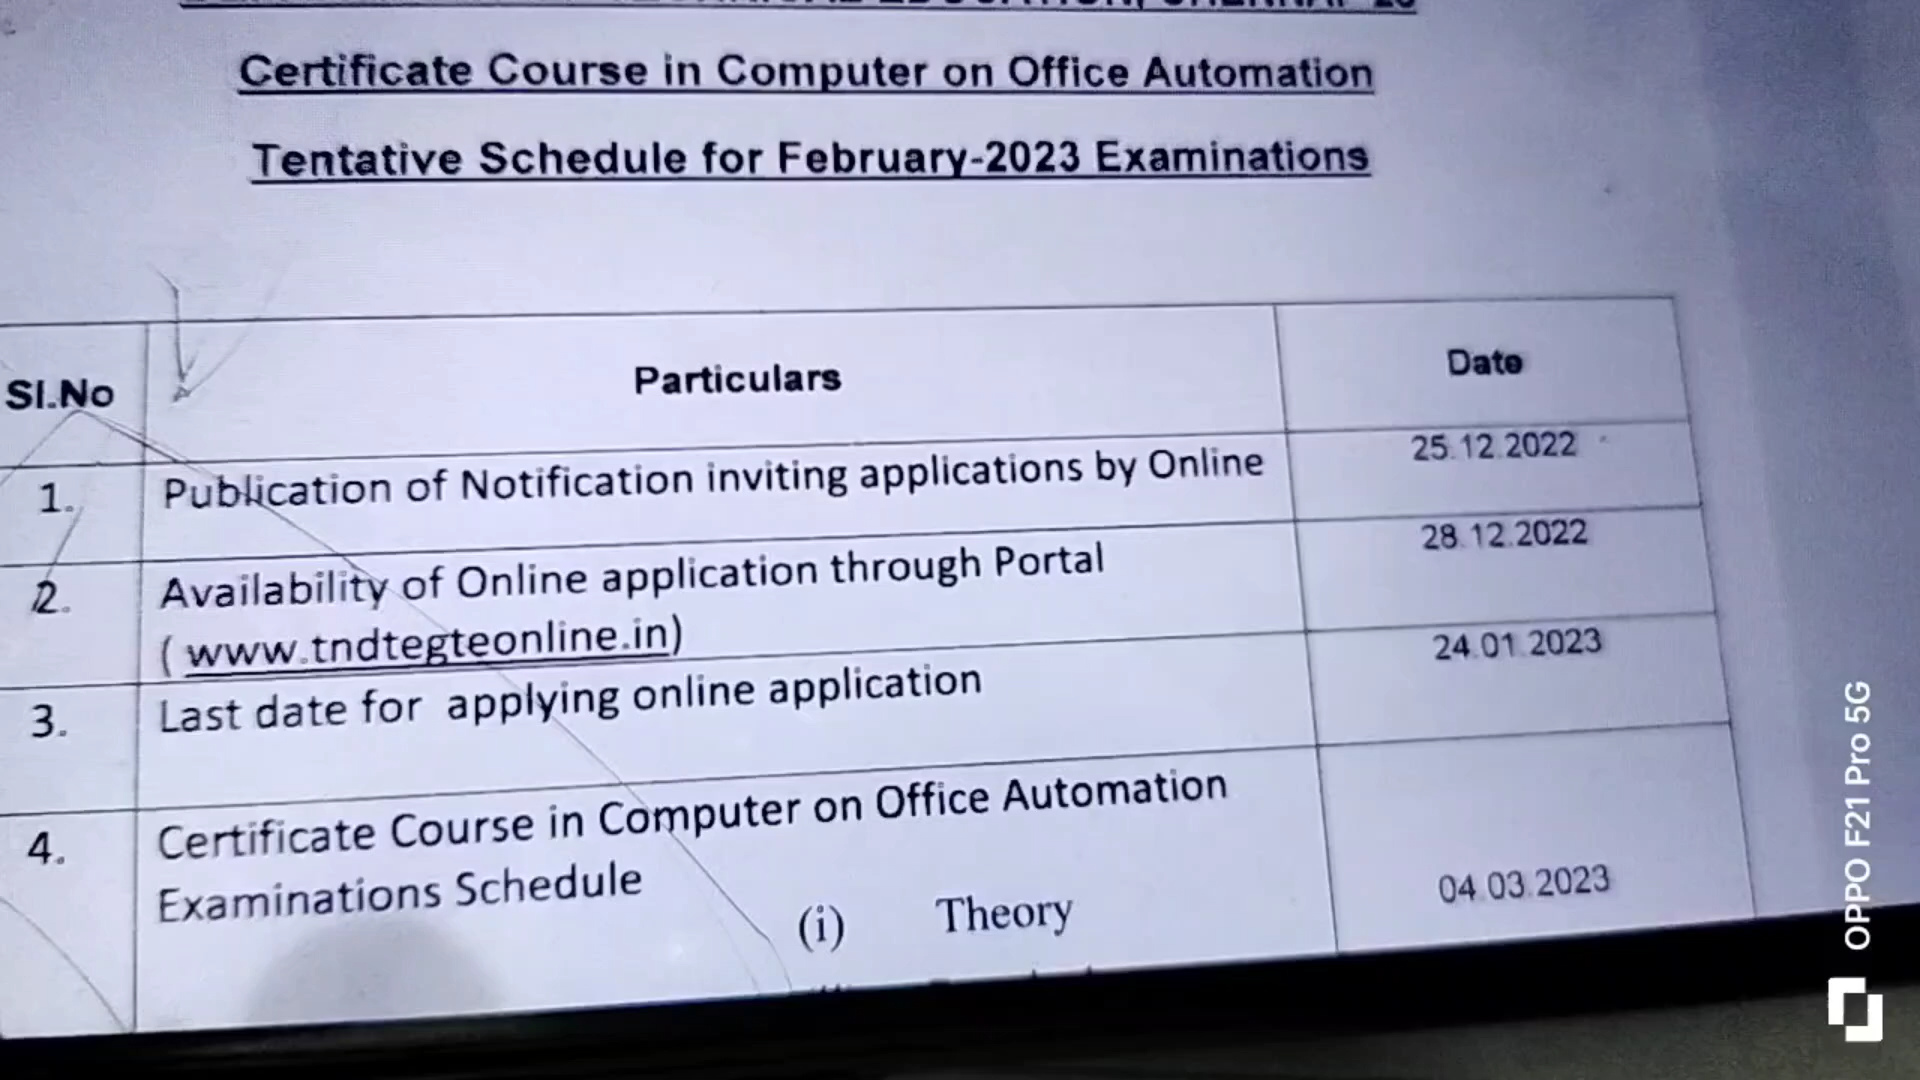 EDUCATION, CHENNAI
Certificate Course in Computer on Office Automation
Tentative Schedule for February-2023 Examinations
Sl.No Particulars Date
1. Publication of Notification inviting applications by Online 25.12.2022
2. Availability of Online application through Portal 28.12.2022
( www.tndtegteonline.in)
3. Last date for applying online application 24.01.2023
4. Certificate Course in Computer on Office Automation
Examinations Schedule
(i) Theory 04.03.2023
OPPO F21 Pro 5G